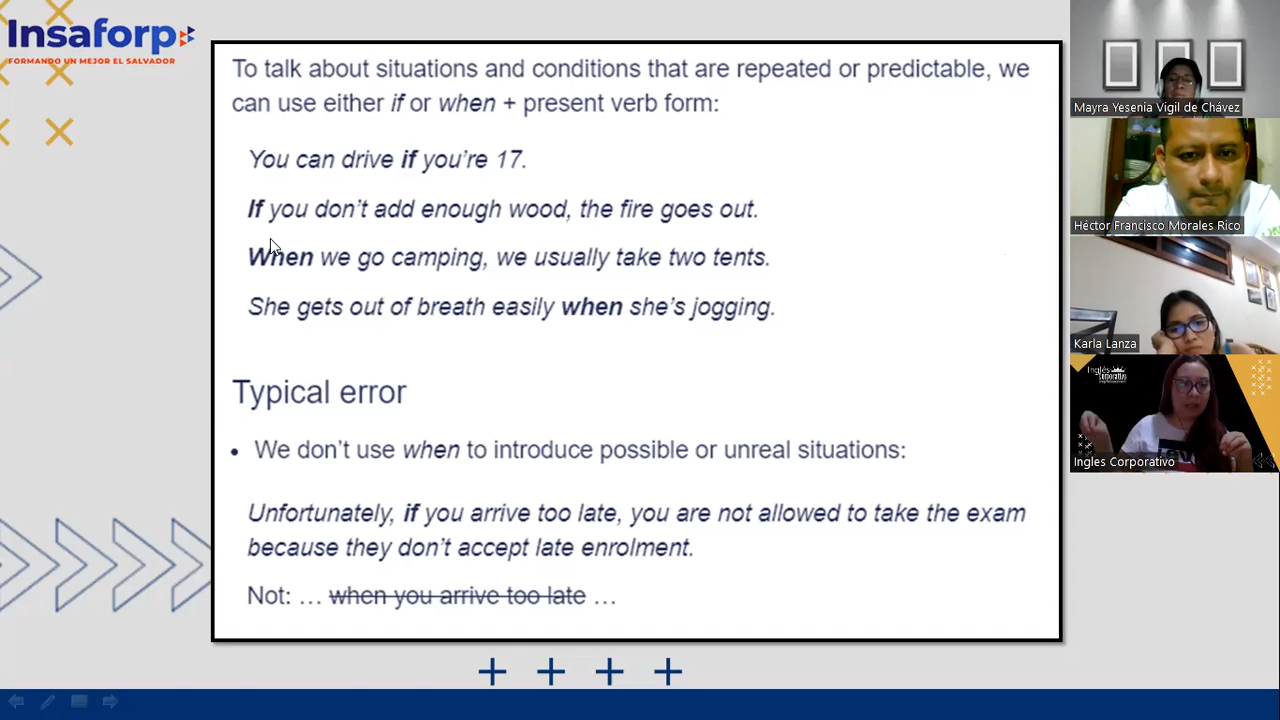 Insaforp
FORMANDO UN MEJOR EL SALVADOR
To talk about situations and conditions that are repeated or predictable, we
can use either if or when + present verb form:
You can drive if you’re 17.
If you don’t add enough wood, the fire goes out.
When we go camping, we usually take two tents.
She gets out of breath easily when she’s jogging.
Typical error
• We don’t use when to introduce possible or unreal situations:
Unfortunately, if you arrive too late, you are not allowed to take the exam
because they don’t accept late enrolment.
Not: … when you arrive too late …
Mayra Yesenia Vigil de Chávez
Héctor Francisco Morales Rico
Karla Lanza
Inglés
Corporativo
Ingles Corporativo